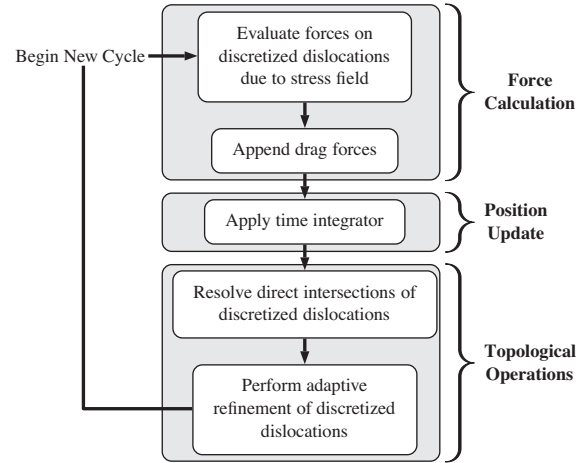 Begin New Cycle
Evaluate forces on
discretized dislocations
due to stress field
Append drag forces
Force
Calculation
Apply time integrator
Position
Update
Resolve direct intersections of
discretized dislocations
Perform adaptive
refinement of discretized
dislocations
Topological
Operations